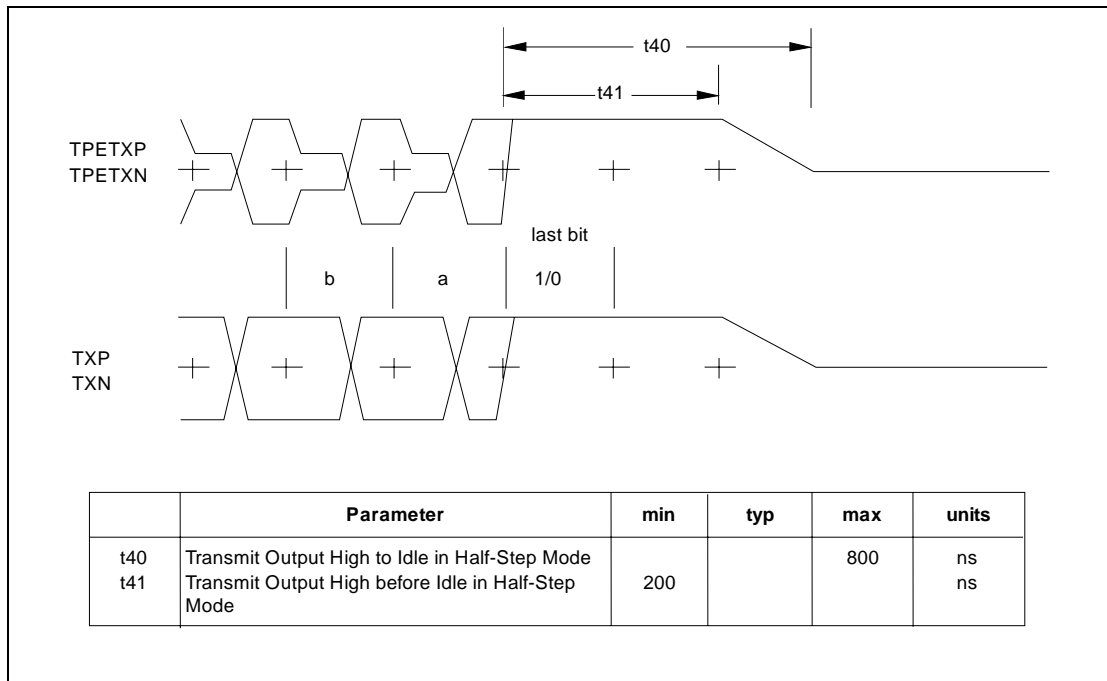 t40
t41
TPETXP
TPETXN
last bit
b a 1/0
TXP
TXN
Parameter min typ max units
t40 Transmit Output High to Idle in Half-Step Mode 800 ns
t41 Transmit Output High before Idle in Half-Step 200 ns
Mode